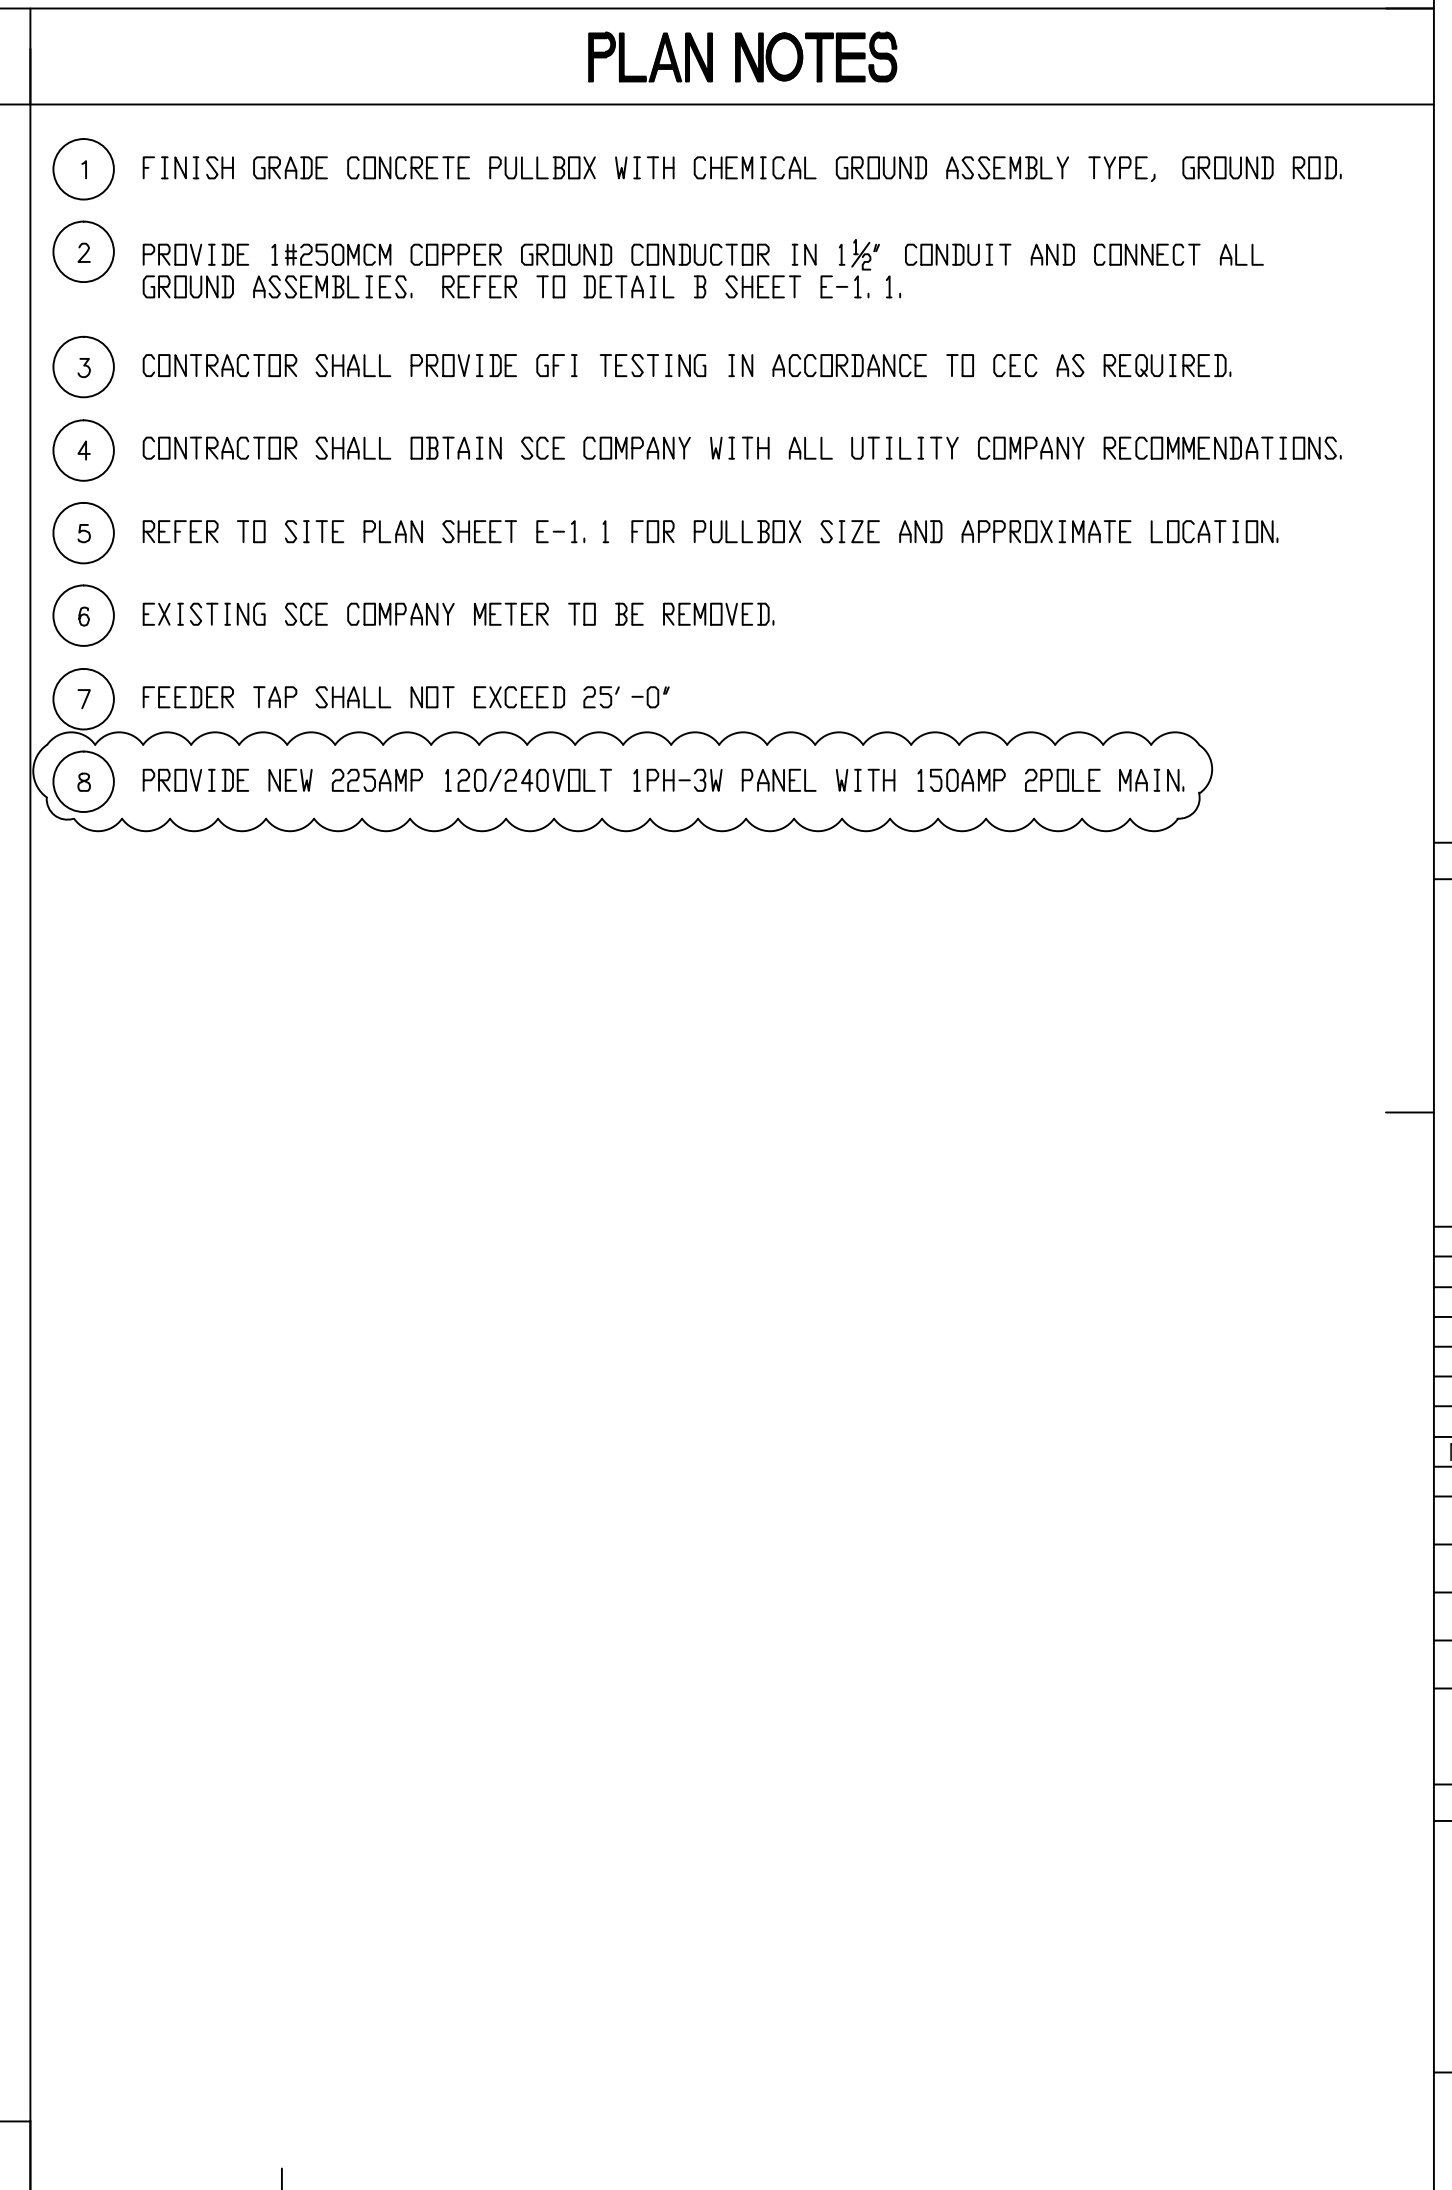 PLAN NOTES
1 FINISH GRADE CONCRETE PULLBOX WITH CHEMICAL GROUND ASSEMBLY TYPE, GROUND ROD.
2 PROVIDE 1#250MCM COPPER GROUND CONDUCTOR IN 1½" CONDUIT AND CONNECT ALL
GROUND ASSEMBLIES. REFER TO DETAIL B SHEET E-1.1.
3 CONTRACTOR SHALL PROVIDE GFI TESTING IN ACCORDANCE TO CEC AS REQUIRED.
4 CONTRACTOR SHALL OBTAIN SCE COMPANY WITH ALL UTILITY COMPANY RECOMMENDATIONS.
5 REFER TO SITE PLAN SHEET E-1.1 FOR PULLBOX SIZE AND APPROXIMATE LOCATION.
6 EXISTING SCE COMPANY METER TO BE REMOVED.
7 FEEDER TAP SHALL NOT EXCEED 25'-0"
8 PROVIDE NEW 225AMP 120/240VOLT 1PH-3W PANEL WITH 150AMP 2POLE MAIN.